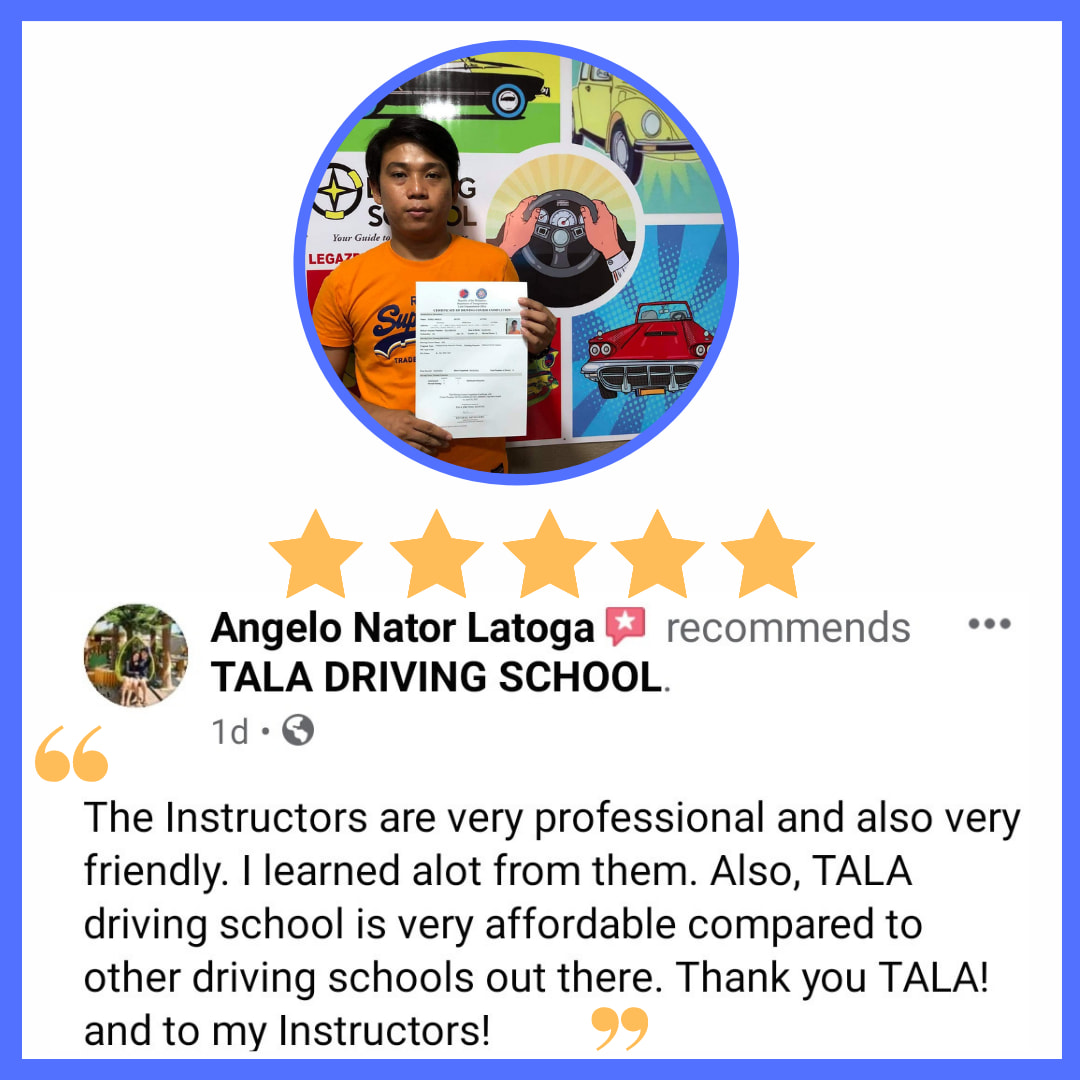 SCHOOL
Your Guide to
Sup
TRADE
Angelo Nator Latoga recommends
TALA DRIVING SCHOOL.
1d •
“
The Instructors are very professional and also very
friendly. I learned alot from them. Also, TALA
driving school is very affordable compared to
other driving schools out there. Thank you TALA!
and to my Instructors!
”